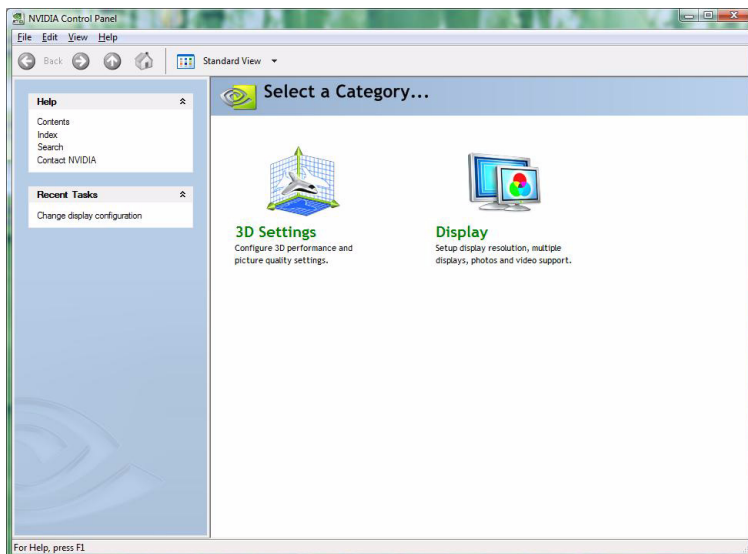 NVIDIA Control Panel
File Edit View Help
Back Standard View
Select a Category...
Help
Contents
Index
Search
Contact NVIDIA
Recent Tasks
Change display configuration
3D Settings
Configure 3D performance and
picture quality settings.
Display
Setup display resolution, multiple
displays, photos and video support.
For Help, press F1